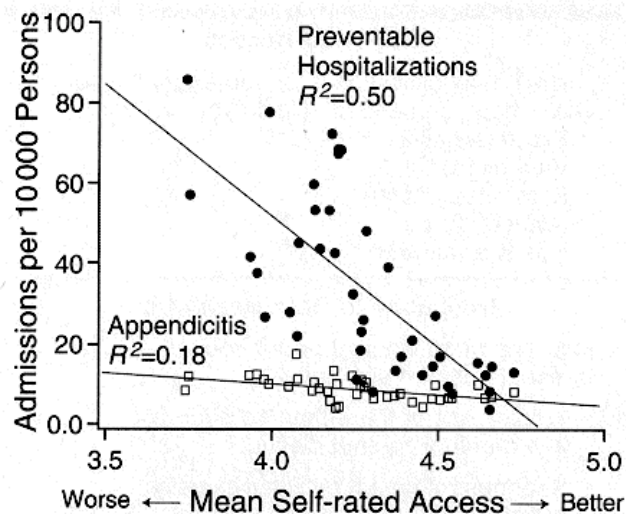 100
Preventable
Hospitalizations
R²=0.50
80
60
40
Appendicitis
R²=0.18
20
0.0
Admissions per 10 000 Persons
3.5 4.0 4.5 5.0
Worse ← Mean Self-rated Access → Better